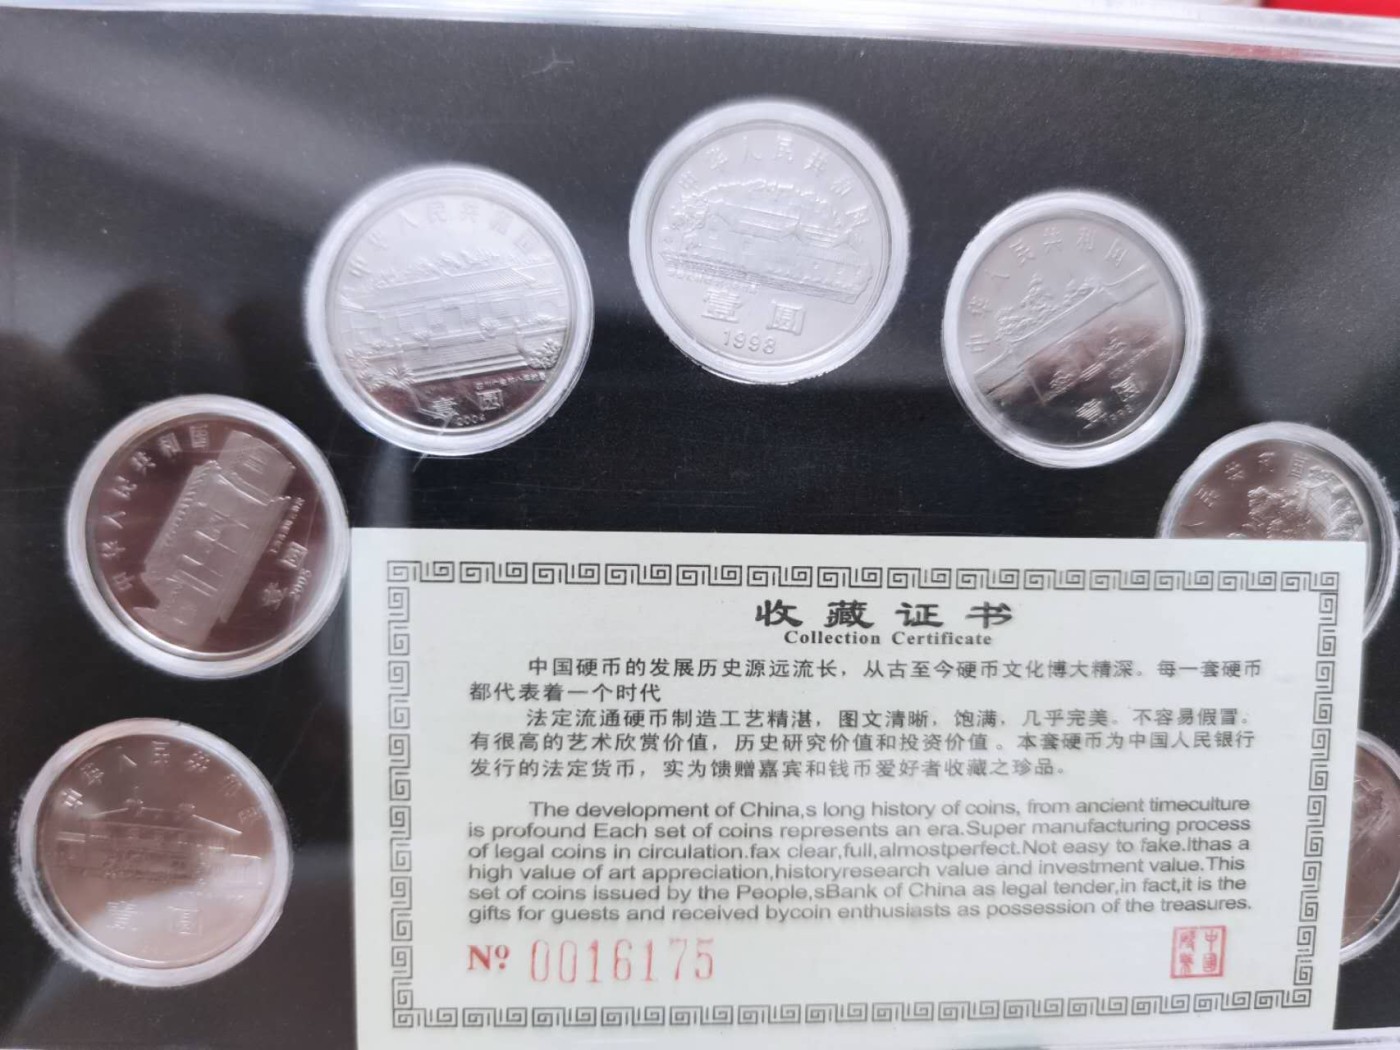 中华人民共和国
壹圆
1998
中华人民共和国
壹圆
2004
中华人民共和国
壹圆
1998
中华人民共和国
壹圆
2005
中华人民共和国
壹圆
收藏证书
Collection Certificate
中国硬币的发展历史源远流长，从古至今硬币文化博大精深。每一套硬币
都代表着一个时代
法定流通硬币制造工艺精湛，图文清晰，饱满，几乎完美。不容易假冒。
有很高的艺术欣赏价值，历史研究价值和投资价值。本套硬币为中国人民银行
发行的法定货币，实为馈赠嘉宾和钱币爱好者收藏之珍品。
The development of China,s long history of coins, from ancient timeculture
is profound Each set of coins represents an era.Super manufacturing process
of legal coins in circulation.fax clear,full,almostperfect.Not easy to fake.Ithas a
high value of art appreciation,historyresearch value and investment value.This
set of coins issued by the People,sBank of China as legal tender,in fact,it is the
gifts for guests and received bycoin enthusiasts as possession of the treasures.
Nº 0016175